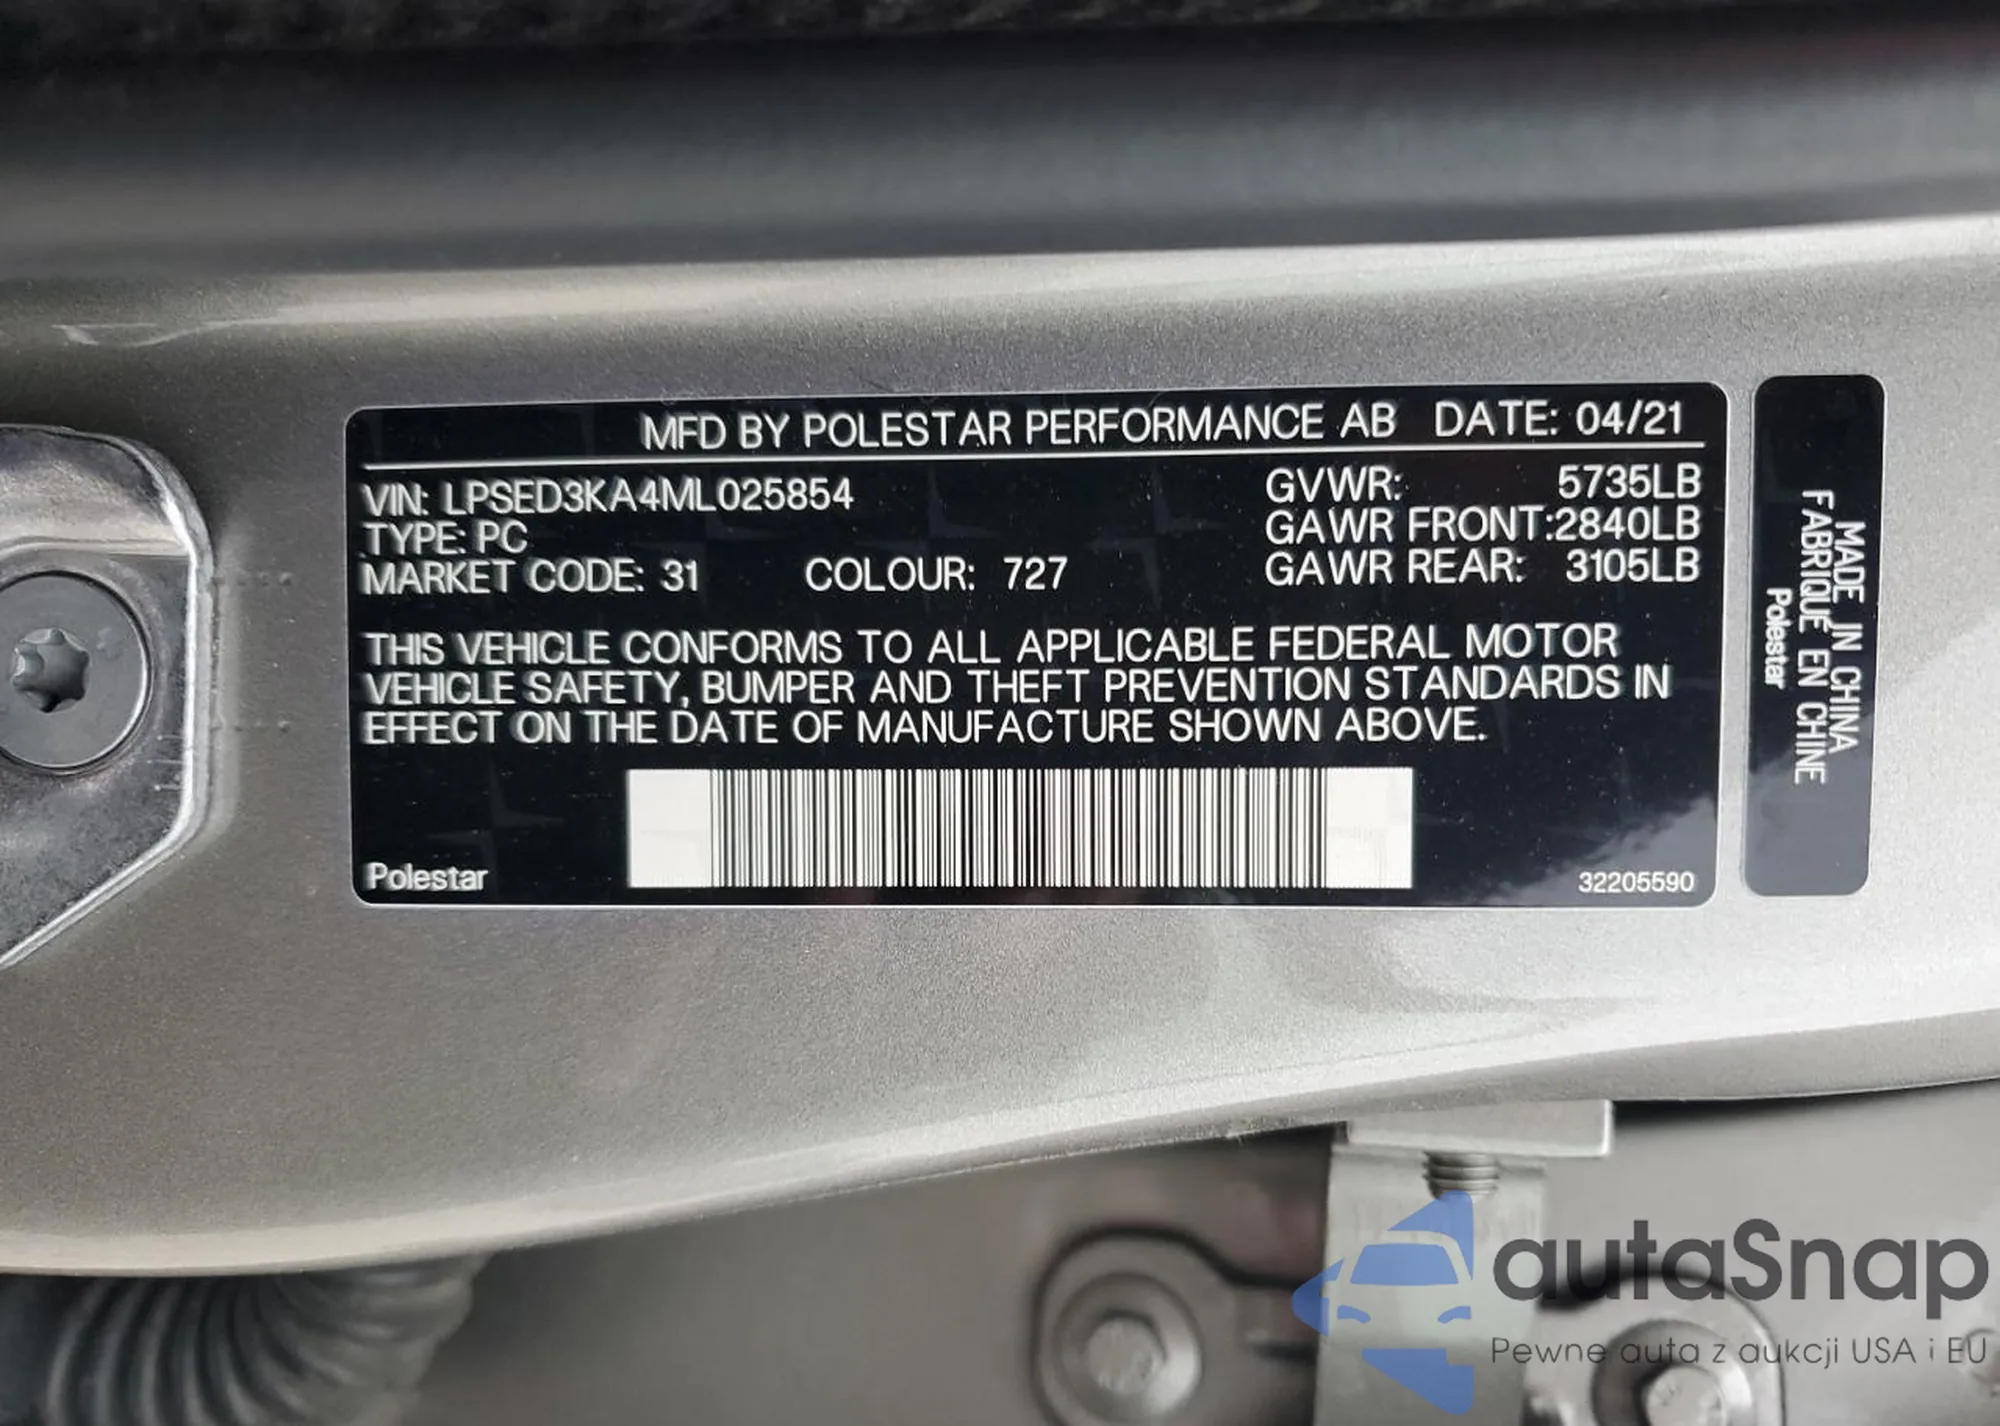 MFD BY POLESTAR PERFORMANCE AB DATE: 04/21
VIN: LPSED3KA4ML025854 GVWR: 5735LB
TYPE: PC GAWR FRONT:2840LB
MARKET CODE: 31 COLOUR: 727 GAWR REAR: 3105LB
THIS VEHICLE CONFORMS TO ALL APPLICABLE FEDERAL MOTOR
VEHICLE SAFETY, BUMPER AND THEFT PREVENTION STANDARDS IN
EFFECT ON THE DATE OF MANUFACTURE SHOWN ABOVE.
Polestar 32205590
MADE IN CHINA
FABRIQUÉ EN CHINE
Polestar
autaSnap
Pewne auta z aukcji USA i EU